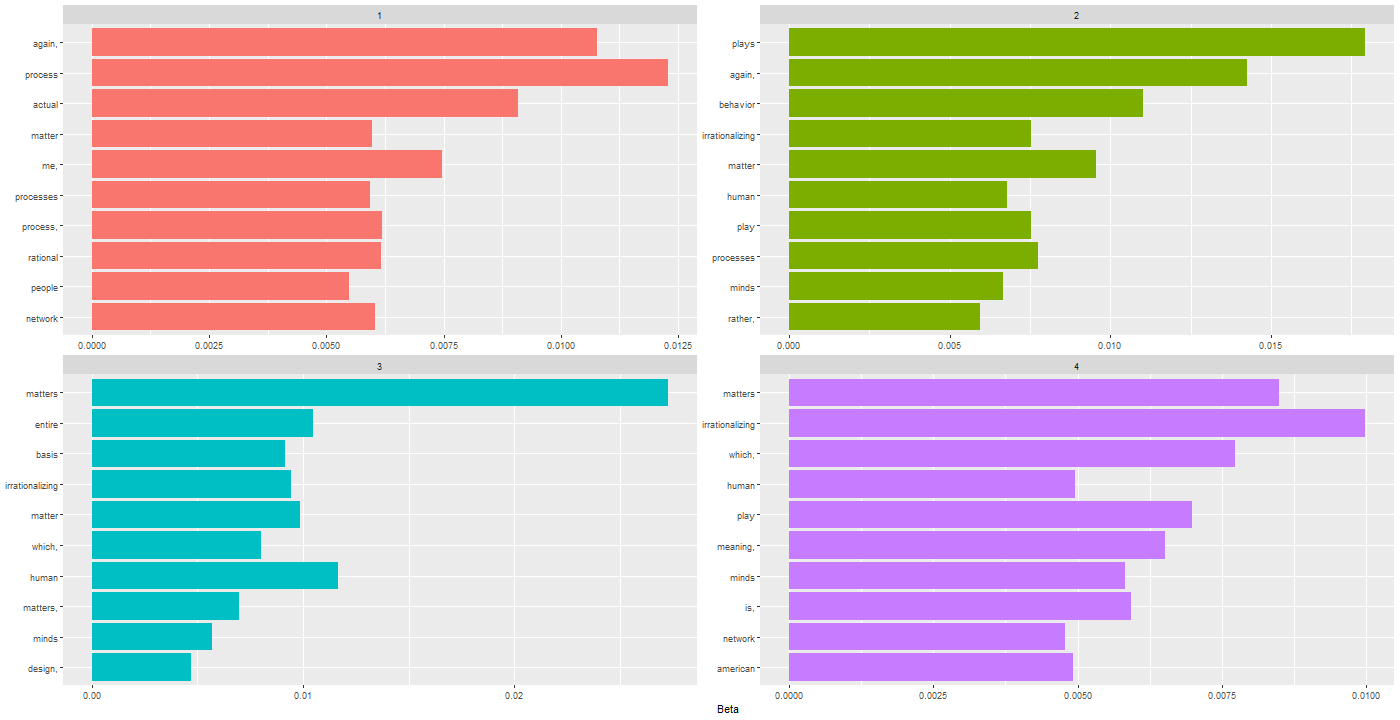 1
again,
process
actual
matter
me,
processes
process,
rational
people
network
0.0000 0.0025 0.0050 0.0075 0.0100 0.0125
2
plays
again,
behavior
irrationalizing
matter
human
play
processes
minds
rather,
0.000 0.005 0.010 0.015
3
matters
entire
basis
irrationalizing
matter
which,
human
matters,
minds
design,
0.00 0.01 0.02
4
matters
irrationalizing
which,
human
play
meaning,
minds
is,
network
american
0.0000 0.0025 0.0050 0.0075 0.0100
Beta